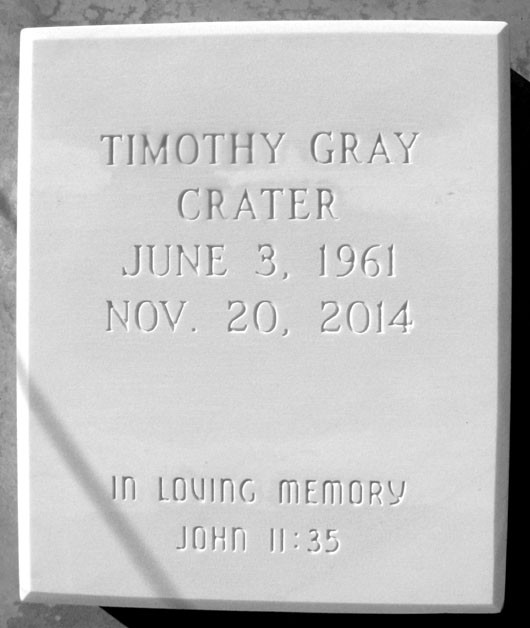 TIMOTHY GRAY
CRATER
JUNE 3, 1961
NOV. 20, 2014
IN LOVING MEMORY
JOHN 11:35